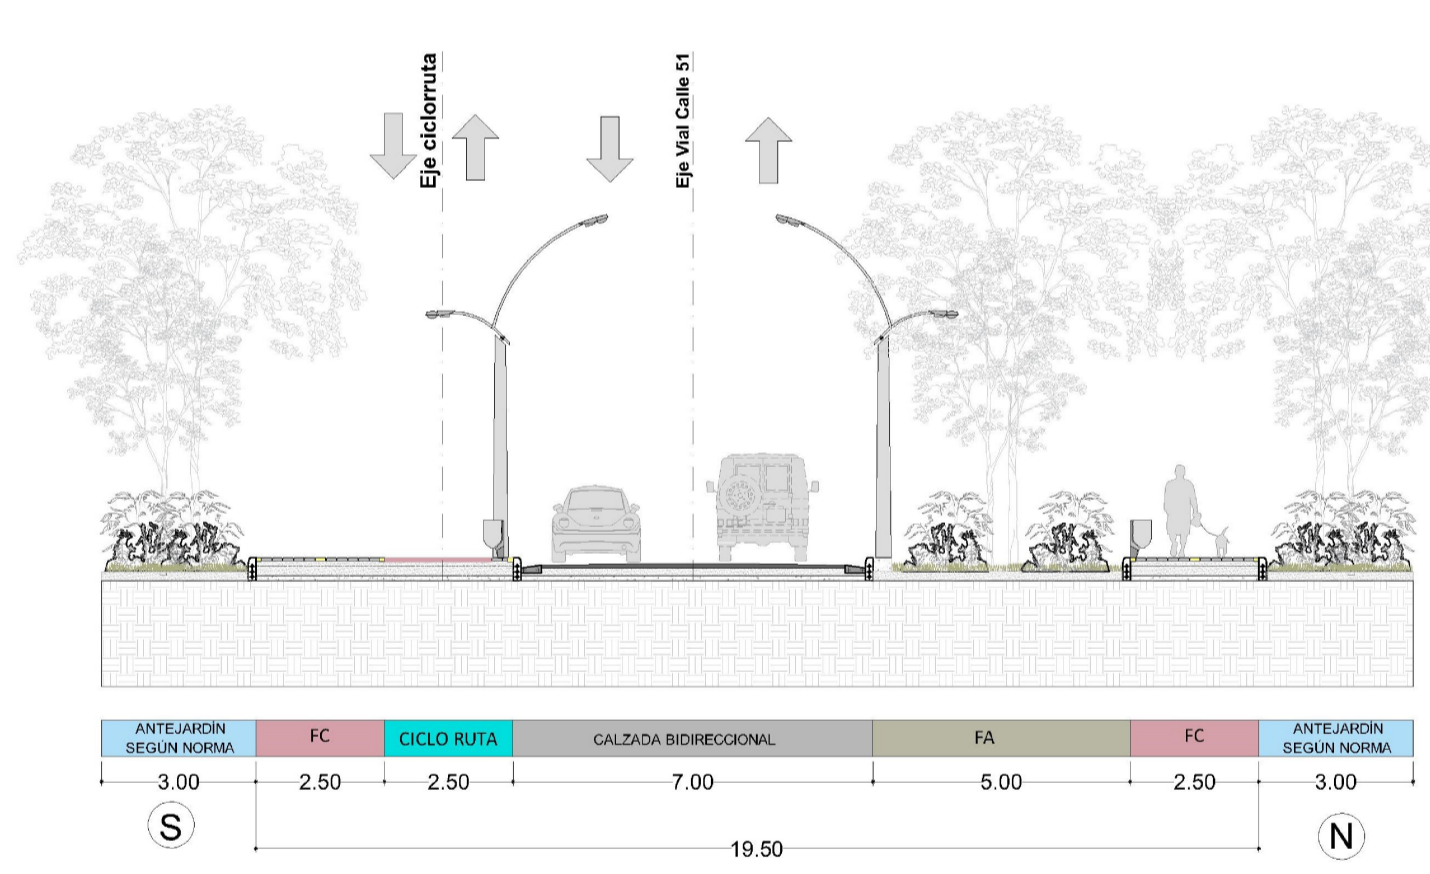 Eje ciclorruta
Eje Vial Calle 51
ANTEJARDÍN
SEGÚN NORMA
FC
CICLO RUTA
CALZADA BIDIRECCIONAL
FA
FC
ANTEJARDÍN
SEGÚN NORMA
3.00
2.50
2.50
7.00
5.00
2.50
3.00
S
N
19.50